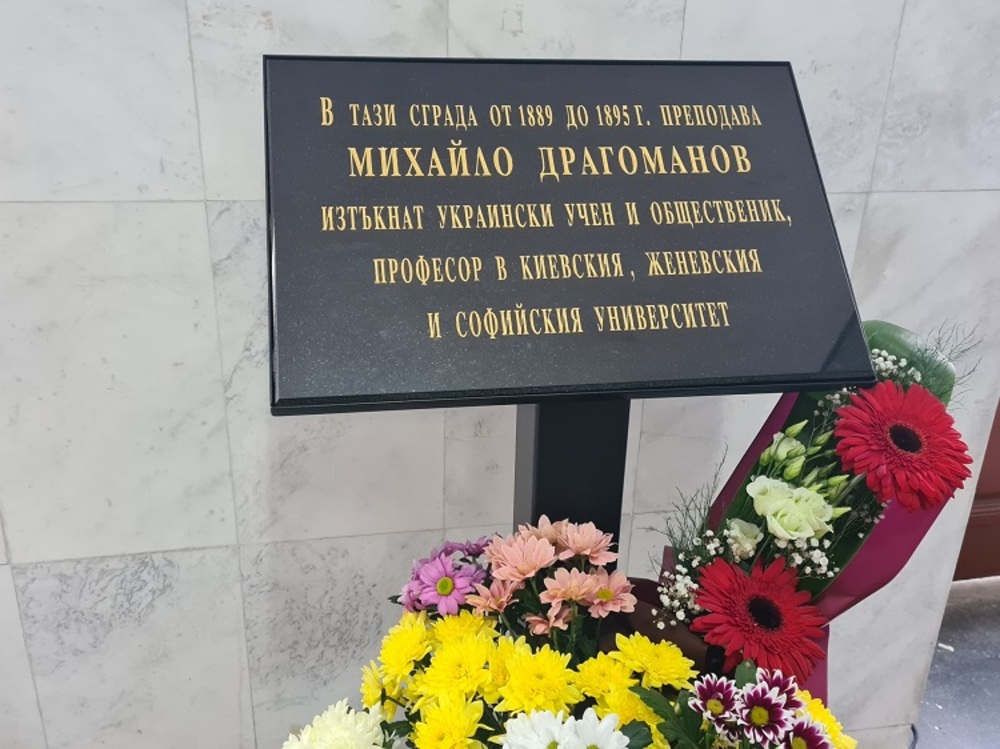 В ТАЗИ СГРАДА ОТ 1889 ДО 1895 Г. ПРЕПОДАВА
МИХАЙЛО ДРАГОМАНОВ
ИЗТЪКНАТ УКРАИНСКИ УЧЕН И ОБЩЕСТВЕНИК,
ПРОФЕСОР В КИЕВСКИЯ, ЖЕНЕВСКИЯ
И СОФИЙСКИЯ УНИВЕРСИТЕТ